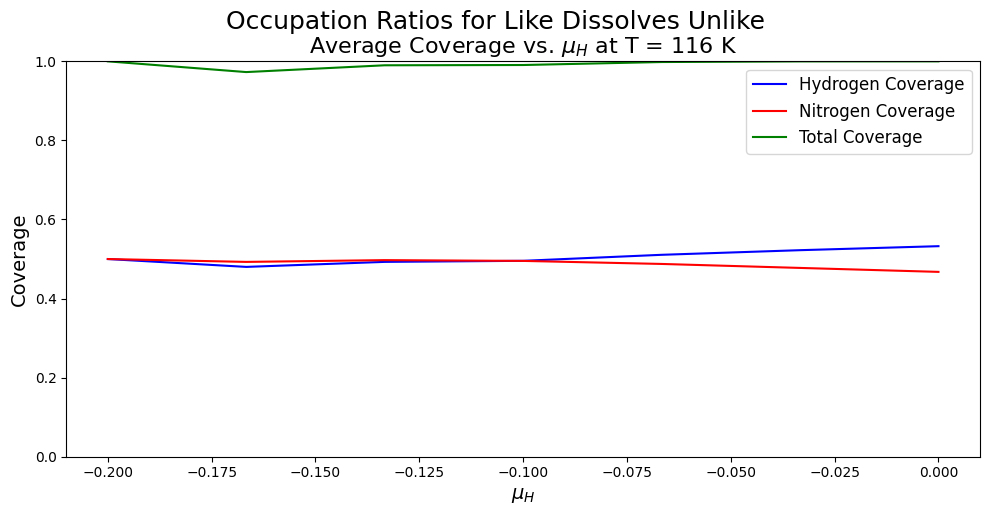 Occupation Ratios for Like Dissolves Unlike
Average Coverage vs. μ_H at T = 116 K
Hydrogen Coverage
Nitrogen Coverage
Total Coverage
Coverage
1.0
0.8
0.6
0.4
0.2
0.0
−0.200 −0.175 −0.150 −0.125 −0.100 −0.075 −0.050 −0.025 0.000
μ_H